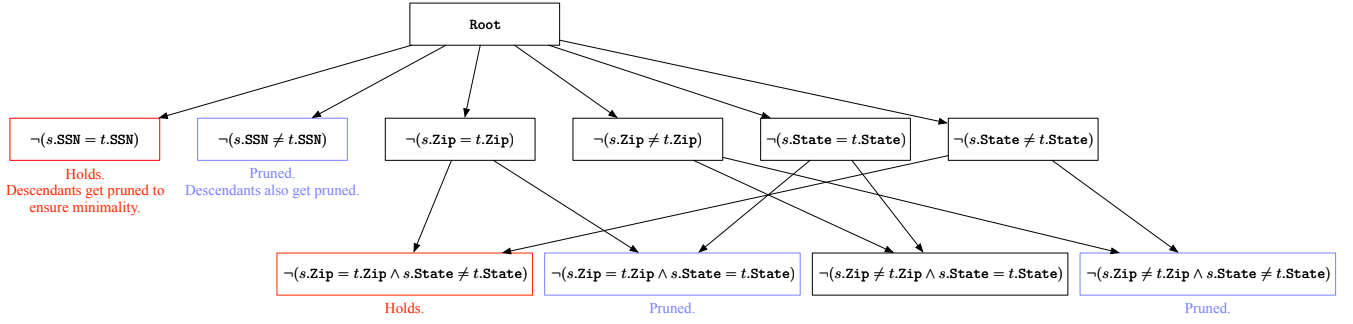 Root
¬(s.SSN = t.SSN)
¬(s.SSN ≠ t.SSN)
¬(s.Zip = t.Zip)
¬(s.Zip ≠ t.Zip)
¬(s.State = t.State)
¬(s.State ≠ t.State)
Holds.
Descendants get pruned to
ensure minimality.
Pruned.
Descendants also get pruned.
¬(s.Zip = t.Zip ∧ s.State ≠ t.State)
¬(s.Zip = t.Zip ∧ s.State = t.State)
¬(s.Zip ≠ t.Zip ∧ s.State = t.State)
¬(s.Zip ≠ t.Zip ∧ s.State ≠ t.State)
Holds.
Pruned.
Pruned.